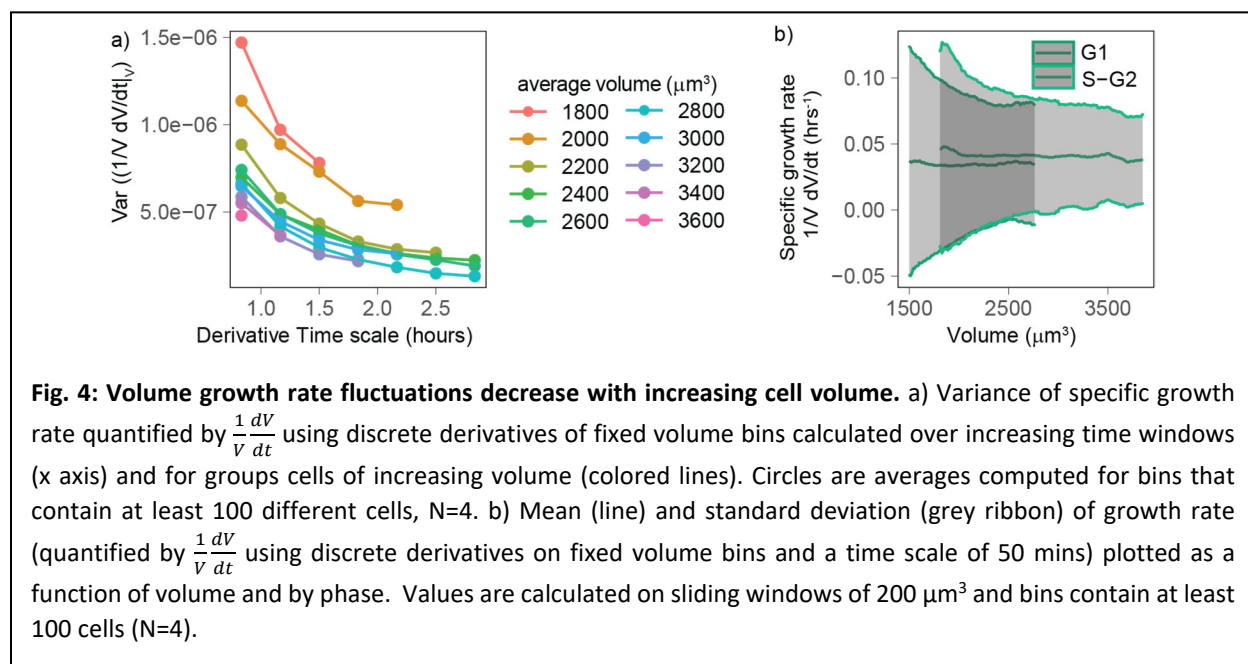 a)
1.5e−06
1.0e−06
5.0e−07
Var ((1/V dV/dt|V)
1.0 1.5 2.0 2.5
Derivative Time scale (hours)
average volume (μm³)
1800 2800
2000 3000
2200 3200
2400 3400
2600 3600
b)
G1
S−G2
0.10
0.05
0.00
−0.05
Specific growth rate
1/V dV/dt (hrs⁻¹)
1500 2500 3500
Volume (μm³)
Fig. 4: Volume growth rate fluctuations decrease with increasing cell volume. a) Variance of specific growth
rate quantified by 1/V dV/dt using discrete derivatives of fixed volume bins calculated over increasing time windows
(x axis) and for groups cells of increasing volume (colored lines). Circles are averages computed for bins that
contain at least 100 different cells, N=4. b) Mean (line) and standard deviation (grey ribbon) of growth rate
(quantified by 1/V dV/dt using discrete derivatives on fixed volume bins and a time scale of 50 mins) plotted as a
function of volume and by phase. Values are calculated on sliding windows of 200 μm³ and bins contain at least
100 cells (N=4).